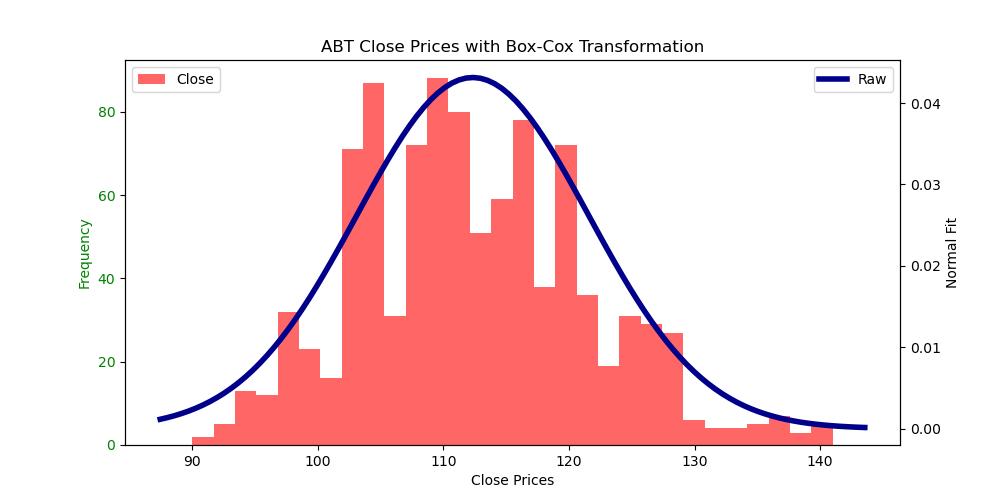 ABT Close Prices with Box-Cox Transformation
Close
Raw
Frequency
80
60
40
20
0
0.04
0.03
0.02
0.01
0.00
Normal Fit
90 100 110 120 130 140
Close Prices